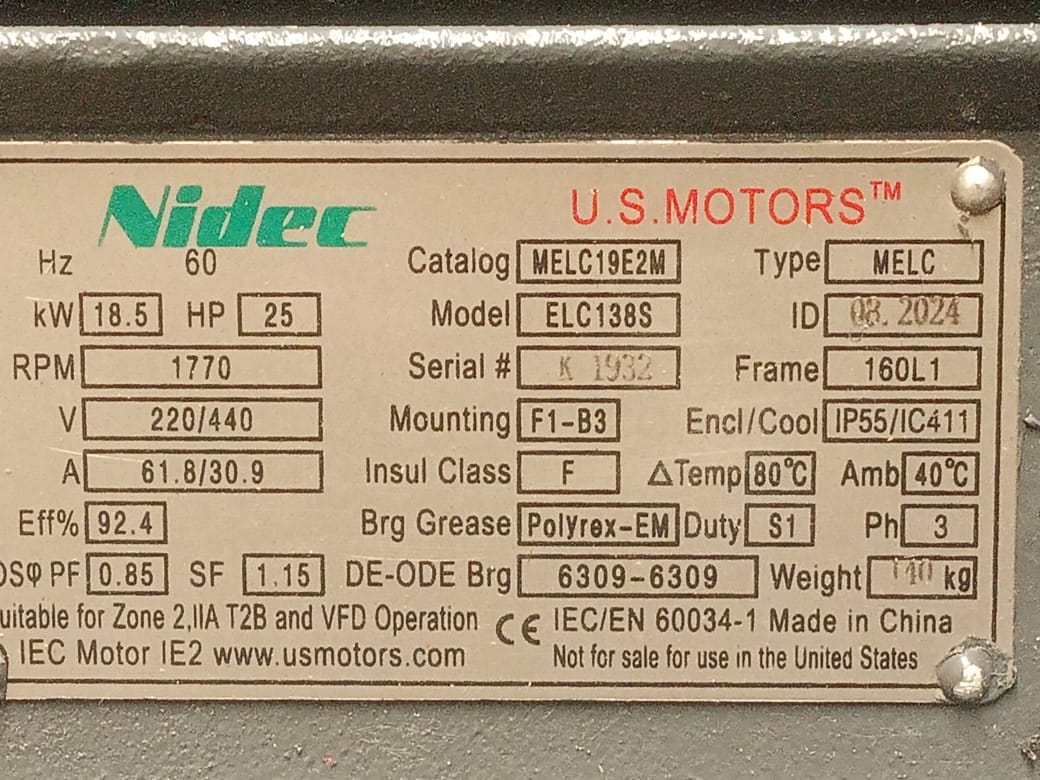 Nidec U.S.MOTORS™
Hz 60 Catalog MELC19E2M Type MELC
kW 18.5 HP 25 Model ELC138S ID 08.2024
RPM 1770 Serial # K 1932 Frame 160L1
V 220/440 Mounting F1-B3 Encl/Cool IP55/IC411
A 61.8/30.9 Insul Class F ΔTemp 80°C Amb 40°C
Eff% 92.4 Brg Grease Polyrex-EM Duty S1 Ph 3
PF 0.85 SF 1.15 DE-ODE Brg 6309-6309 Weight 140 kg
for Zone 2,IIA T2B and VFD Operation CE IEC/EN 60034-1 Made in China
IEC Motor IE2 www.usmotors.com Not for sale for use in the United States